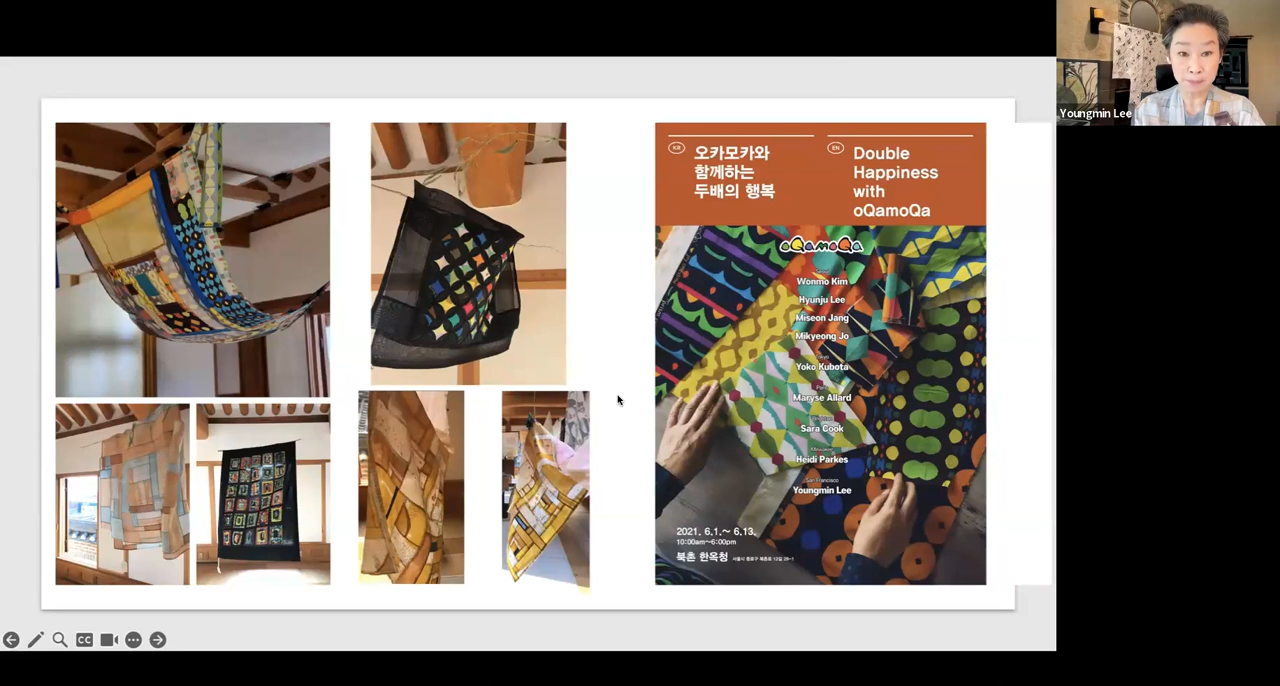 KR
오카모카와
함께하는
두배의 행복
EN
Double
Happiness
with
oQamoQa
oQamoQa
Seoul
Wonmo Kim
Hyunju Lee
Miseon Jang
Mikyeong Jo
Tokyo
Yoko Kubota
Maryse Allard
Sara Cook
Heidi Parkes
San Francisco
Youngmin Lee
2021. 6.1.~ 6.13.
10:00am~6:00pm
북촌 한옥청
Youngmin Lee
CC